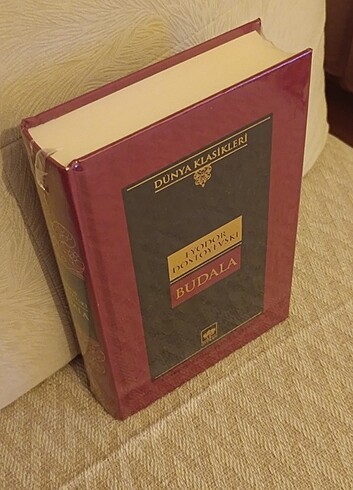 DÜNYA KLASİKLERİ
FYODOR
DOSTOYEVSKİ
BUDALA